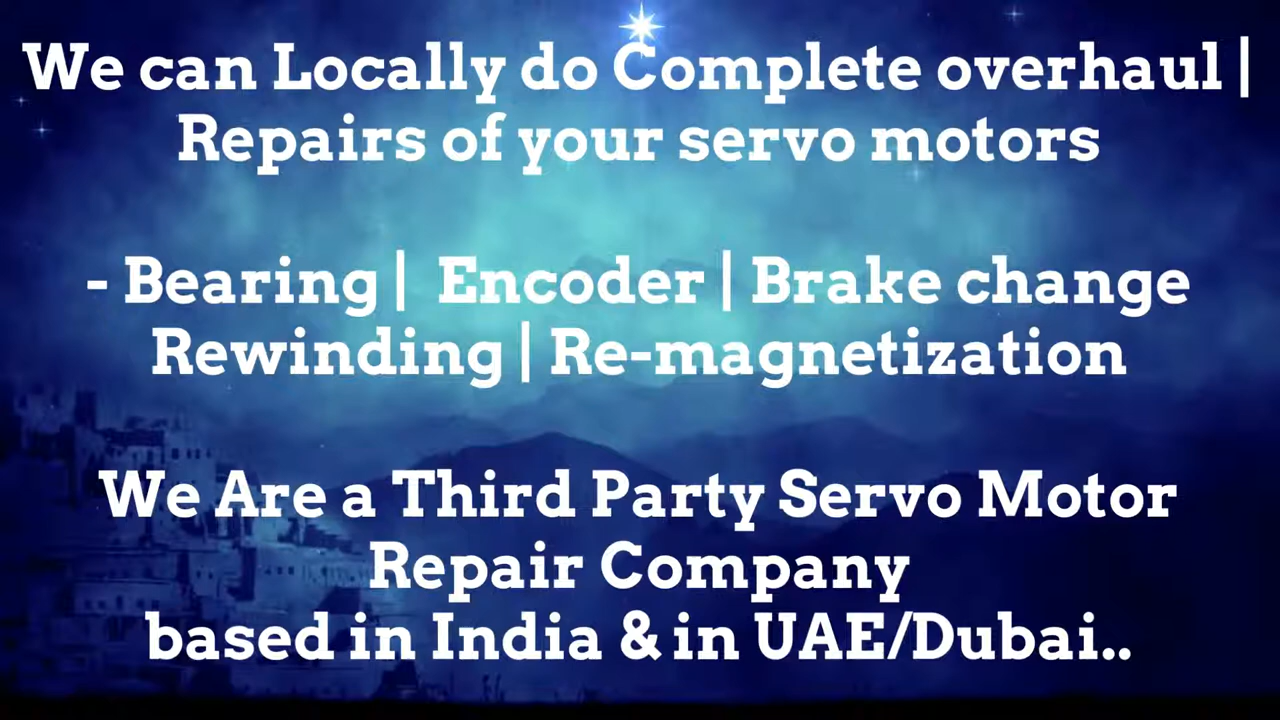 We can Locally do Complete overhaul |
Repairs of your servo motors
- Bearing | Encoder | Brake change
Rewinding | Re-magnetization
We Are a Third Party Servo Motor
Repair Company
based in India & in UAE/Dubai..